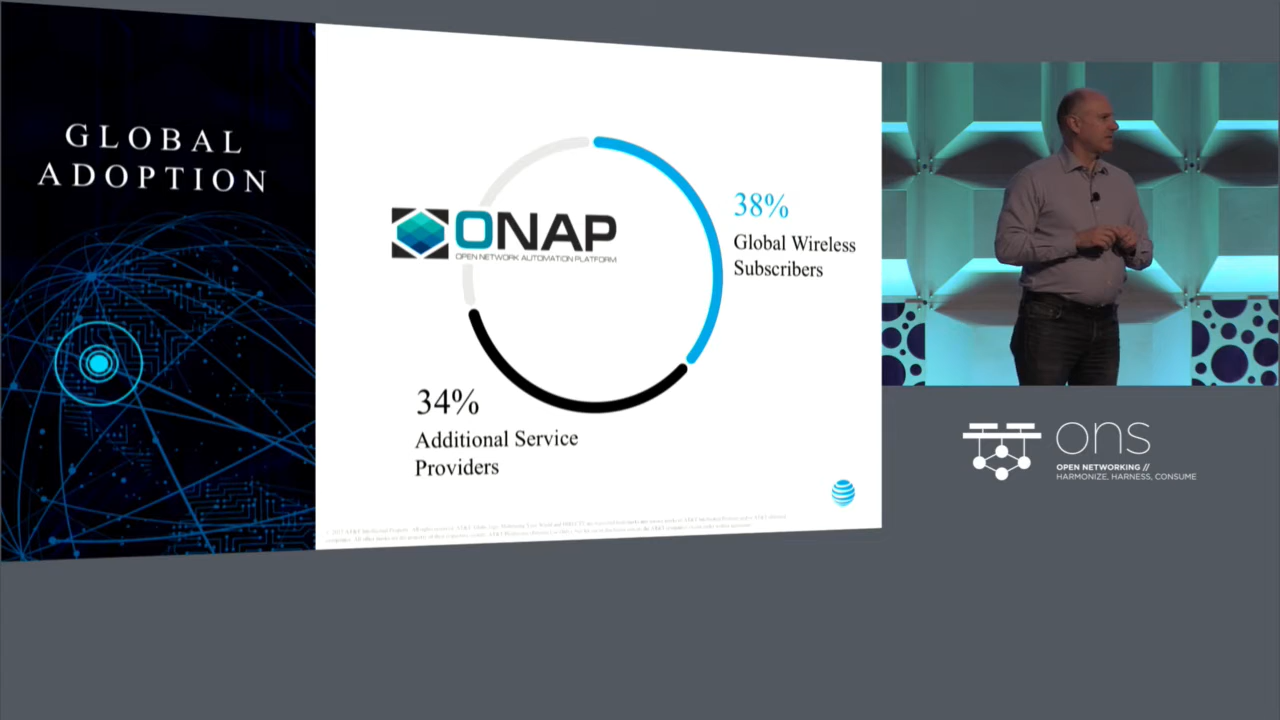 GLOBAL
ADOPTION
ONAP
OPEN NETWORK AUTOMATION PLATFORM
38%
Global Wireless
Subscribers
34%
Additional Service
Providers
ons
OPEN NETWORKING //
HARMONIZE, HARNESS, CONSUME